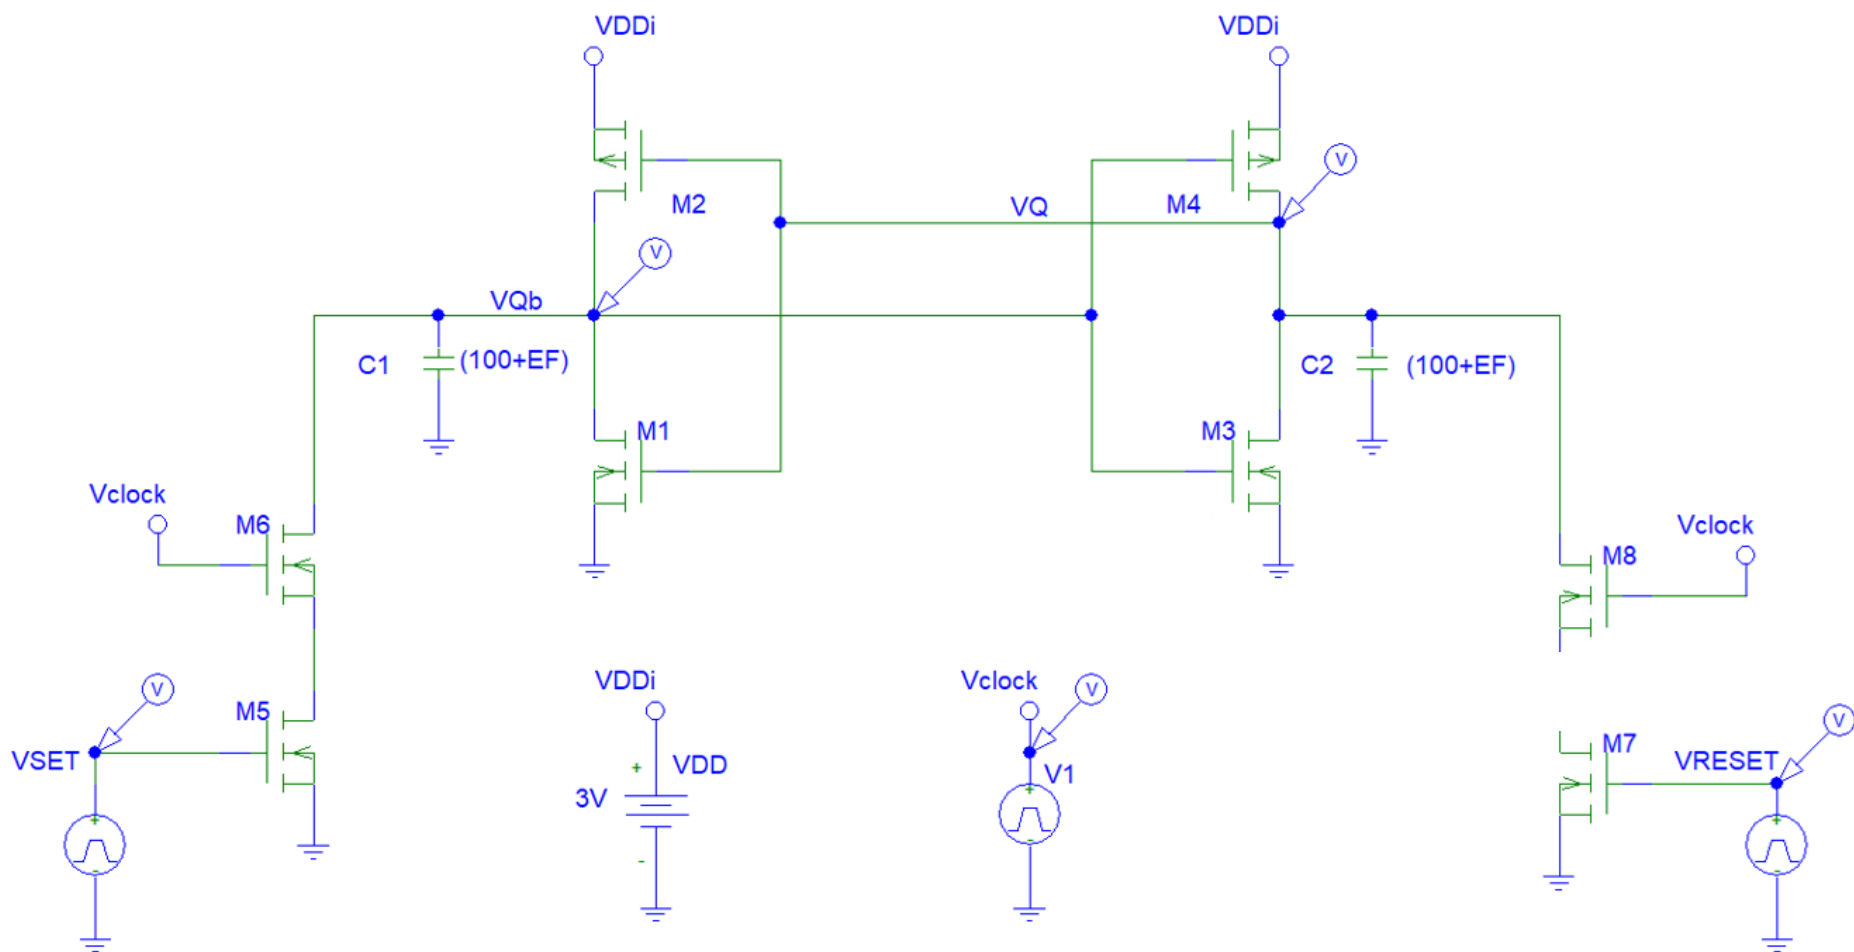 VDDi
VDDi
V
M2
VQ
M4
V
VQb
C1
(100+EF)
C2
(100+EF)
M1
M3
Vclock
M6
Vclock
M8
V
M5
VSET
VDDi
+
VDD
3V
-
Vclock
V
V1
+
-
V
M7
VRESET
+
-
+
-